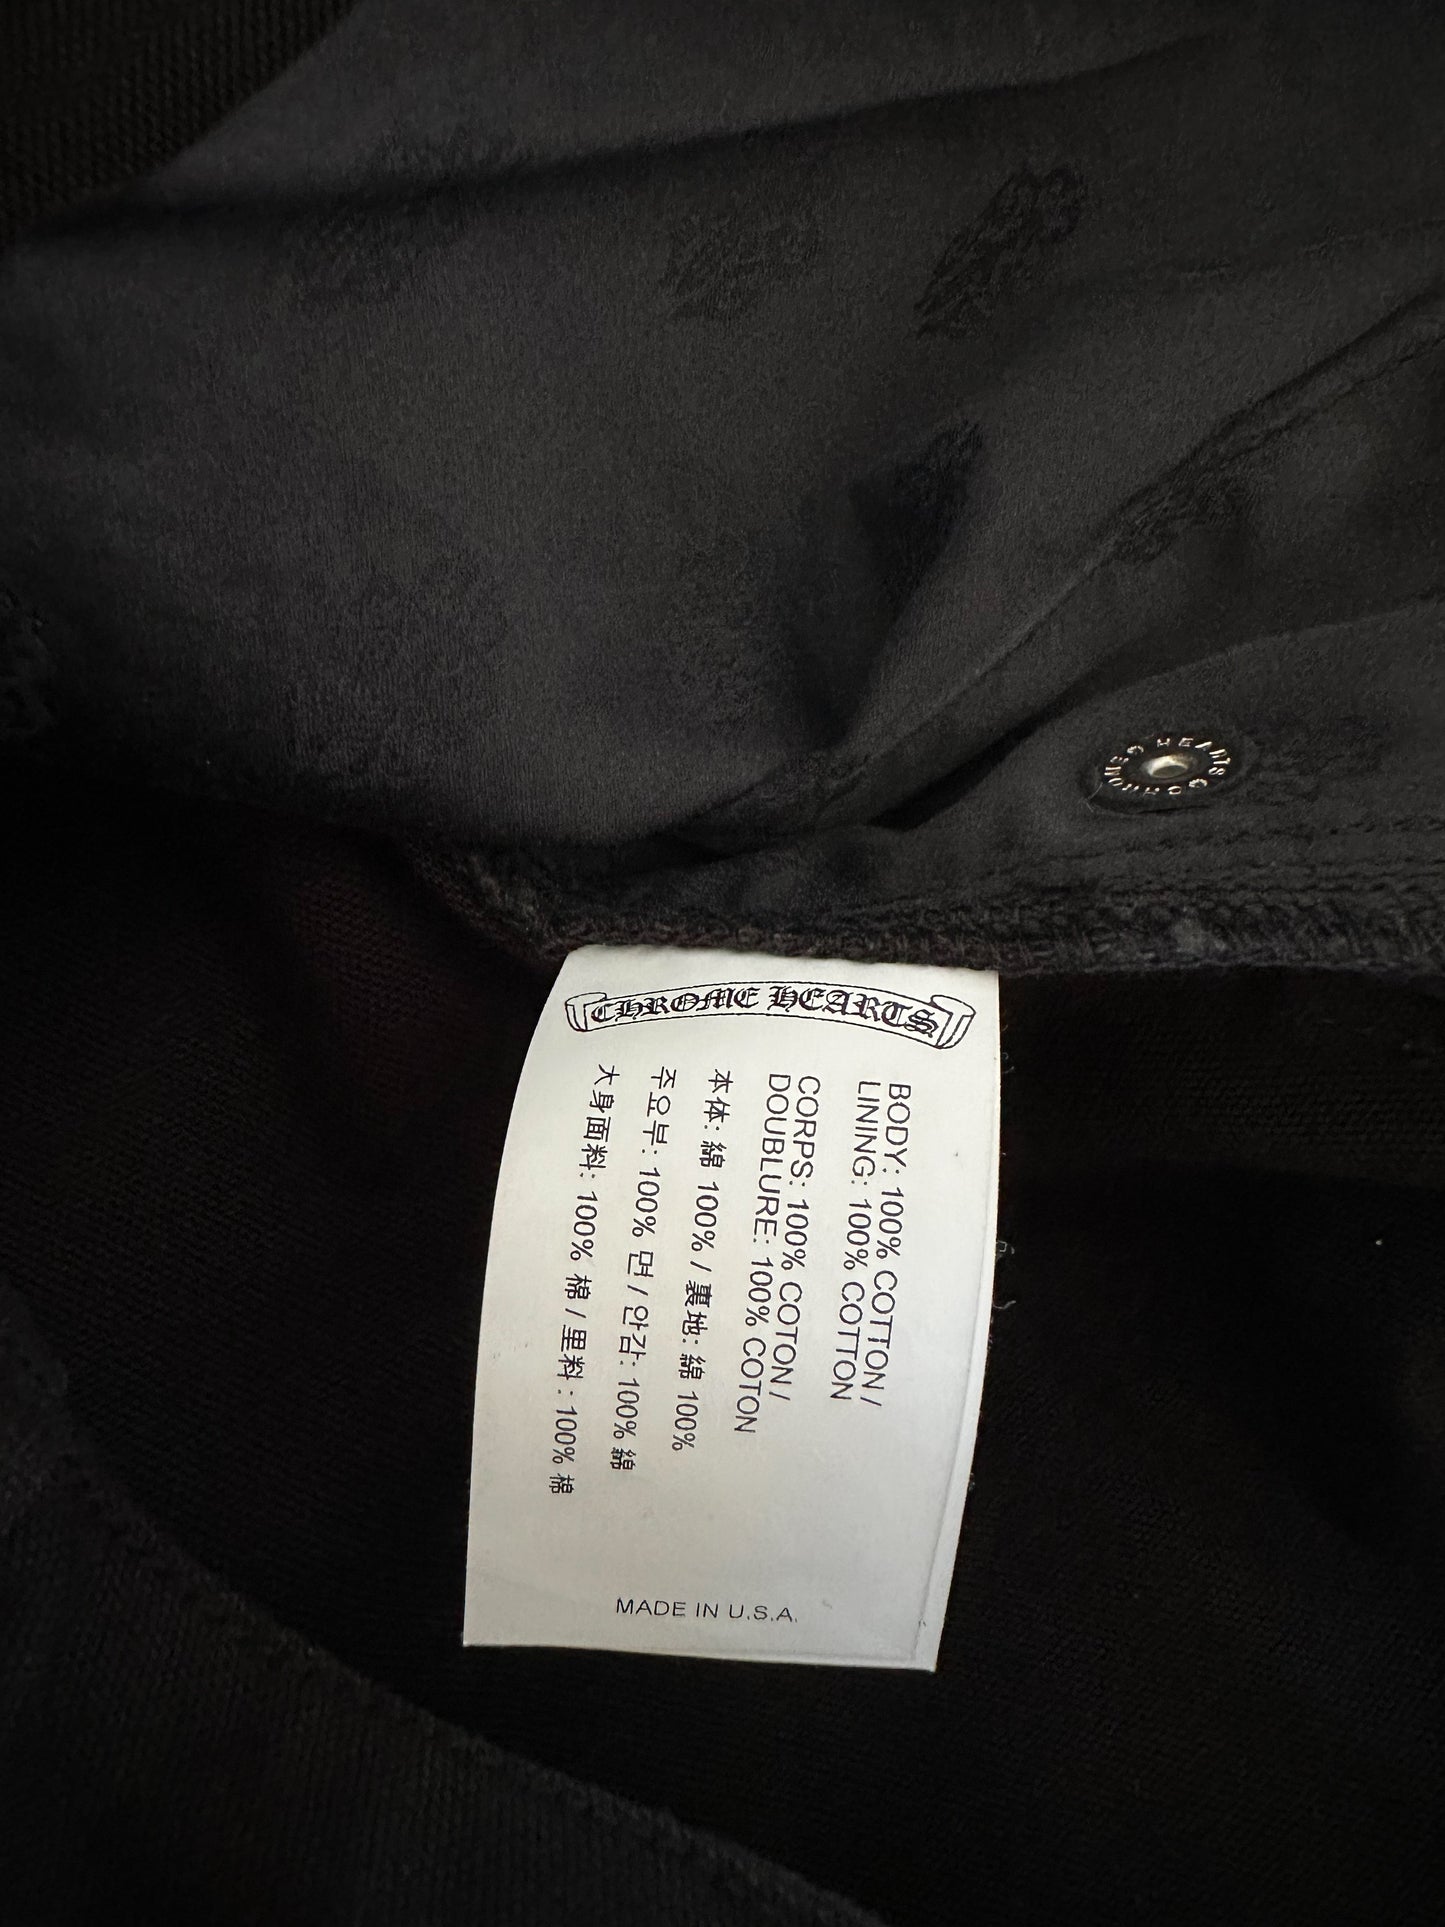 CHROME HEARTS
CHROME HEARTS
BODY: 100% COTTON /
LINING: 100% COTTON
CORPS: 100% COTON /
DOUBLURE: 100% COTON
本体: 綿 100% / 裏地: 綿 100%
주요부: 100% 면 / 안감: 100% 綿
大身面料: 100% 棉 / 里料: 100% 棉
MADE IN U.S.A.